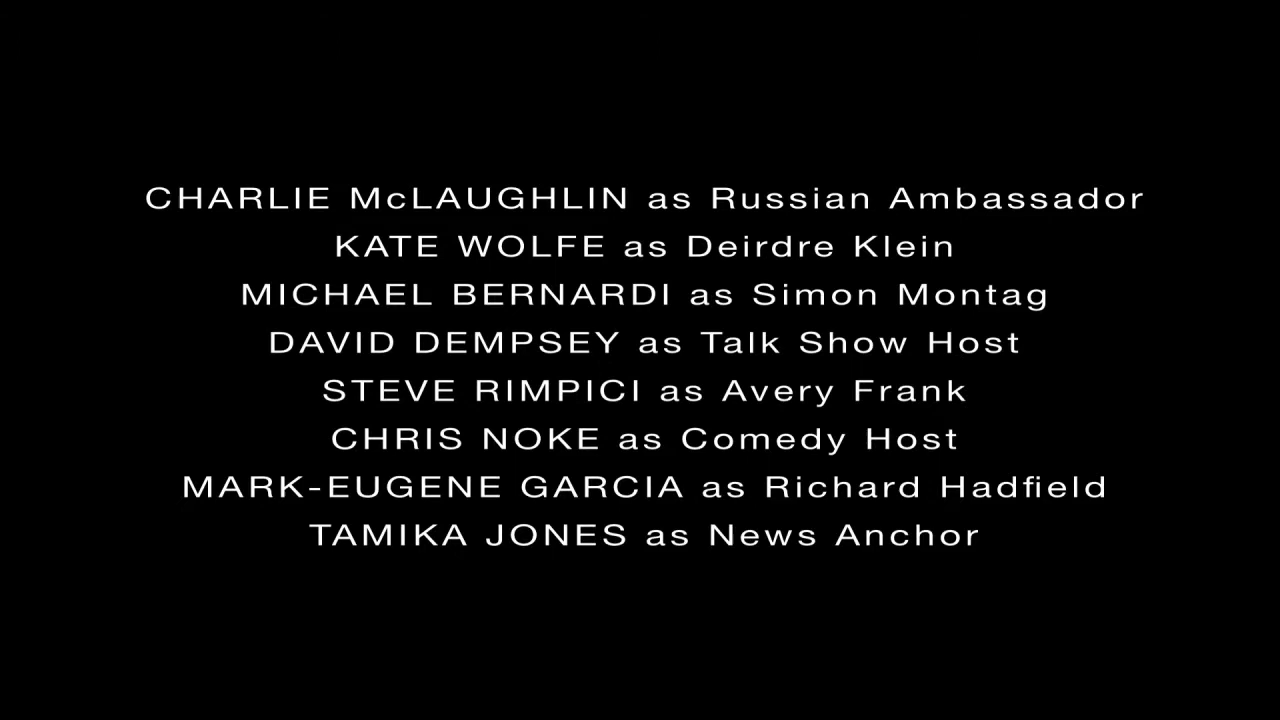 CHARLIE McLAUGHLIN as Russian Ambassador
KATE WOLFE as Deirdre Klein
MICHAEL BERNARDI as Simon Montag
DAVID DEMPSEY as Talk Show Host
STEVE RIMPICI as Avery Frank
CHRIS NOKE as Comedy Host
MARK-EUGENE GARCIA as Richard Hadfield
TAMIKA JONES as News Anchor